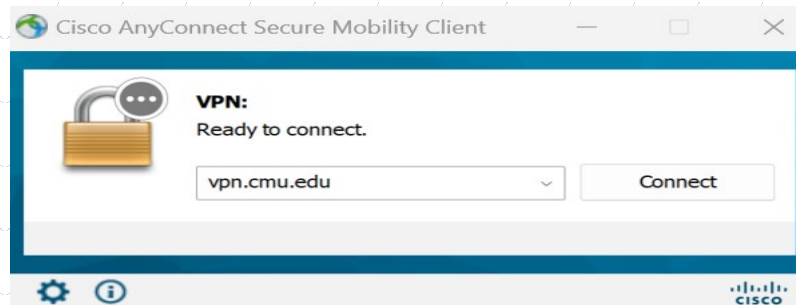 Cisco AnyConnect Secure Mobility Client
VPN:
Ready to connect.
vpn.cmu.edu
Connect
cisco